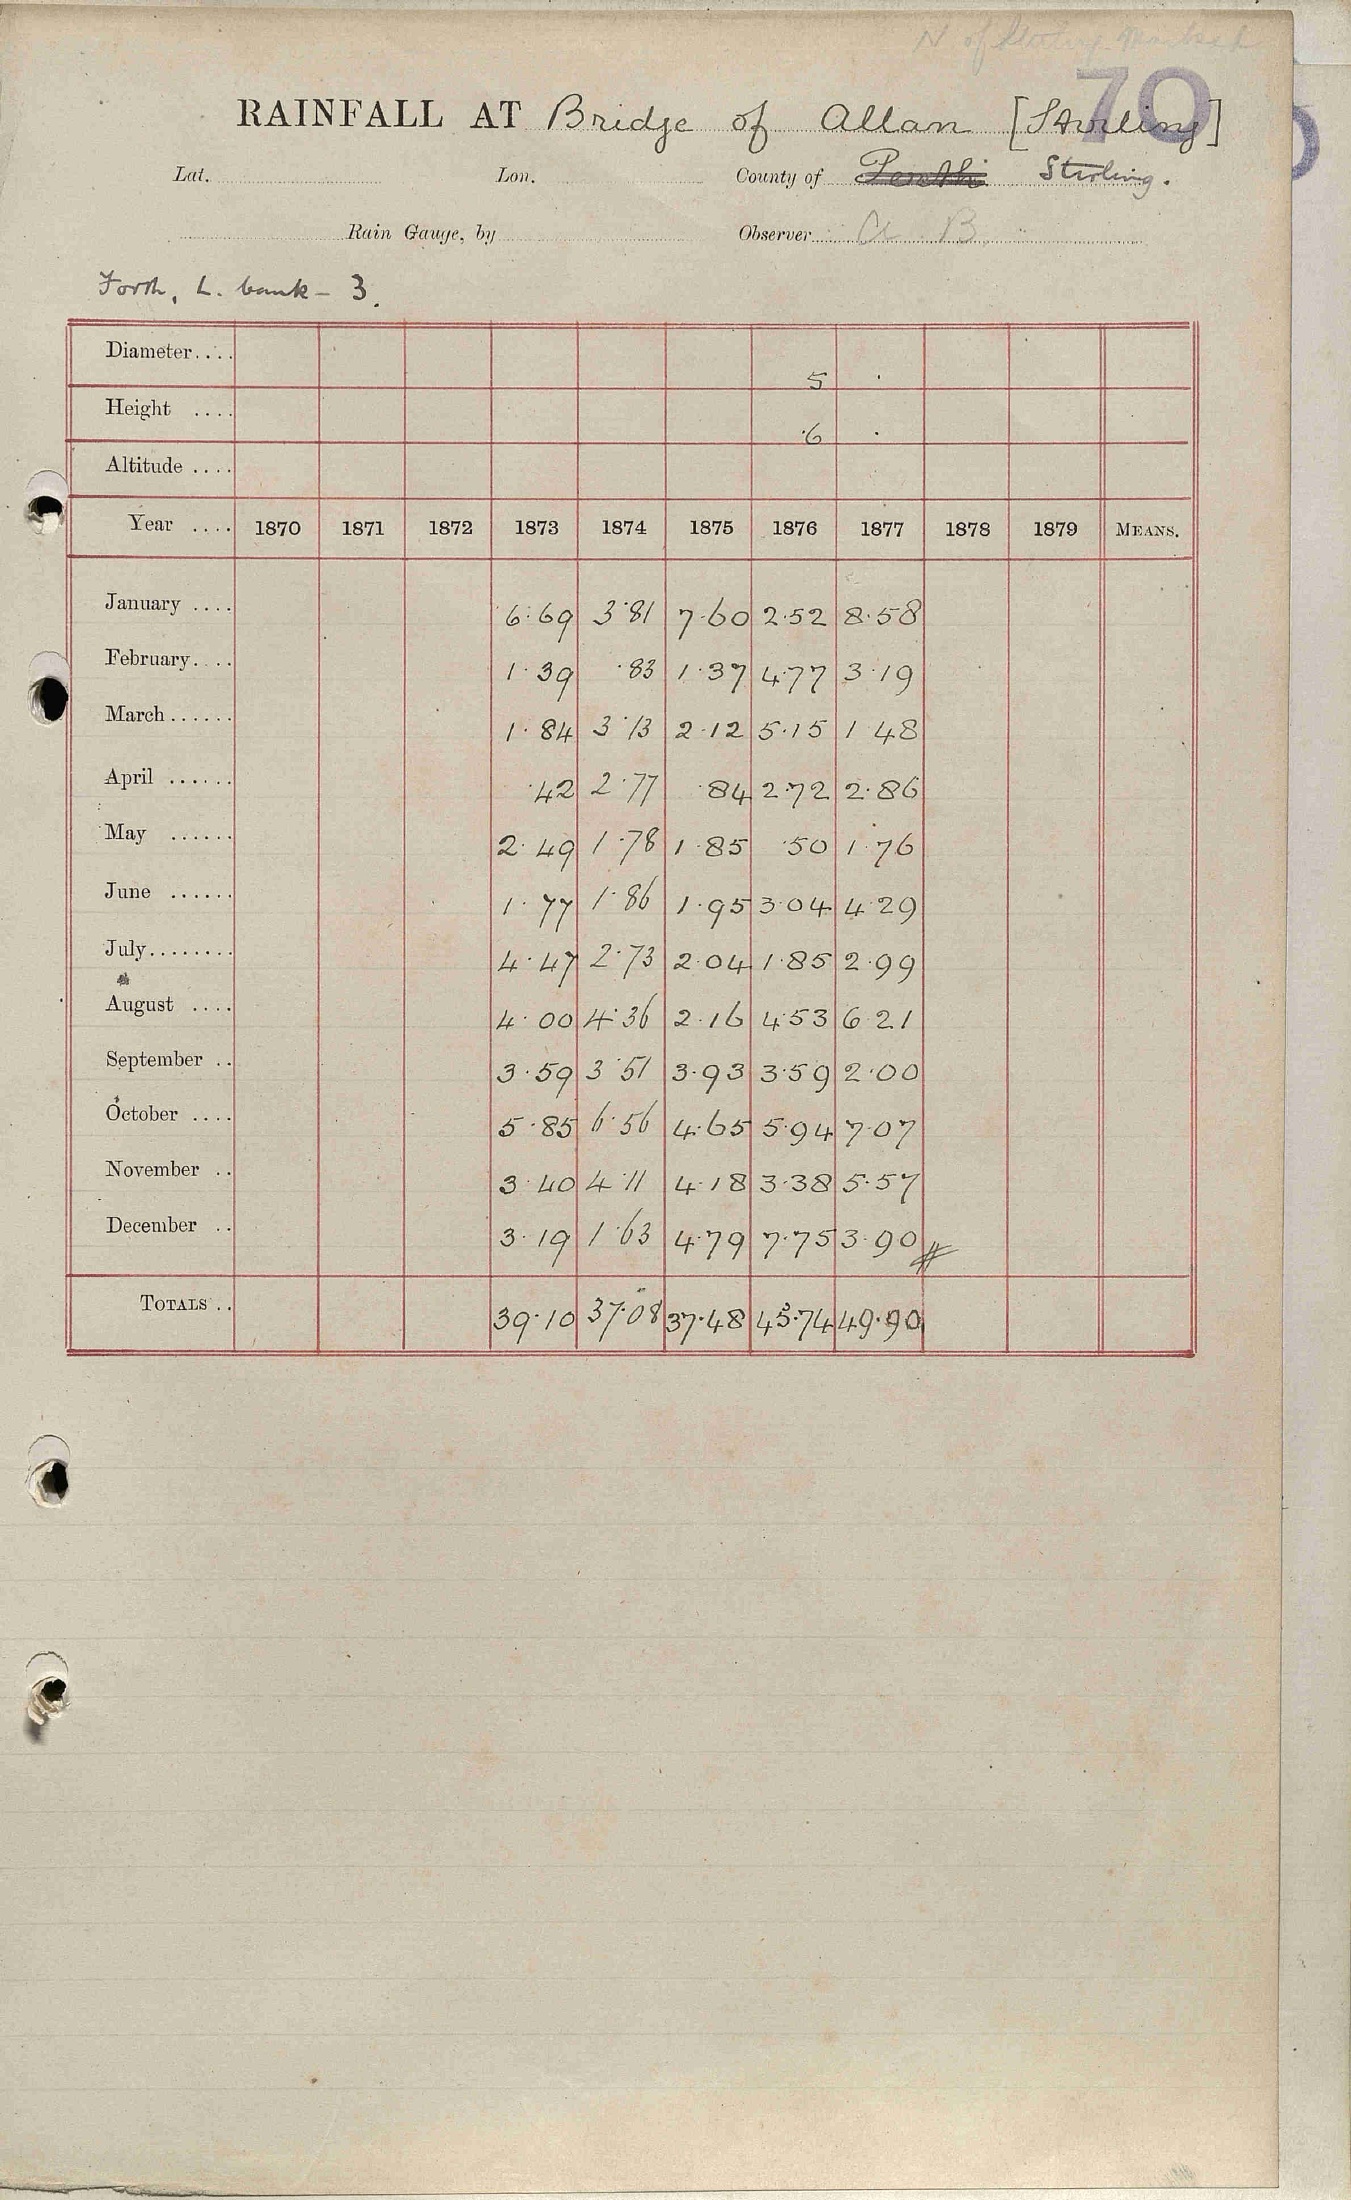 70
RAINFALL AT Bridge of Allan [Stirling]
Lat. Lon. County of Perth Stirling.
Rain Gauge, by Observer A B
Forth, L. bank - 3.
Diameter.... 5 .
Height .... ·6 .
Altitude ....
Year .... 1870 1871 1872 1873 1874 1875 1876 1877 1878 1879 MEANS.
January .... 6·69 3·81 7·60 2·52 8·58
February.... 1·39 ·83 1·37 4·77 3·19
March...... 1·84 3·13 2·12 5·15 1·48
April ...... ·42 2·77 ·84 2·72 2·86
May ...... 2·49 1·78 1·85 ·50 1·76
June ...... 1·77 1·86 1·95 3·04 4·29
July........ 4·47 2·73 2·04 1·85 2·99
August .... 4·00 4·36 2·16 4·53 6·21
September .. 3·59 3·51 3·93 3·59 2·00
October .... 5·85 6·56 4·65 5·94 7·07
November .. 3·40 4·11 4·18 3·38 5·57
December .. 3·19 1·63 4·79 7·75 3·90
TOTALS .. 39·10 37·08 37·48 45·74 49·90